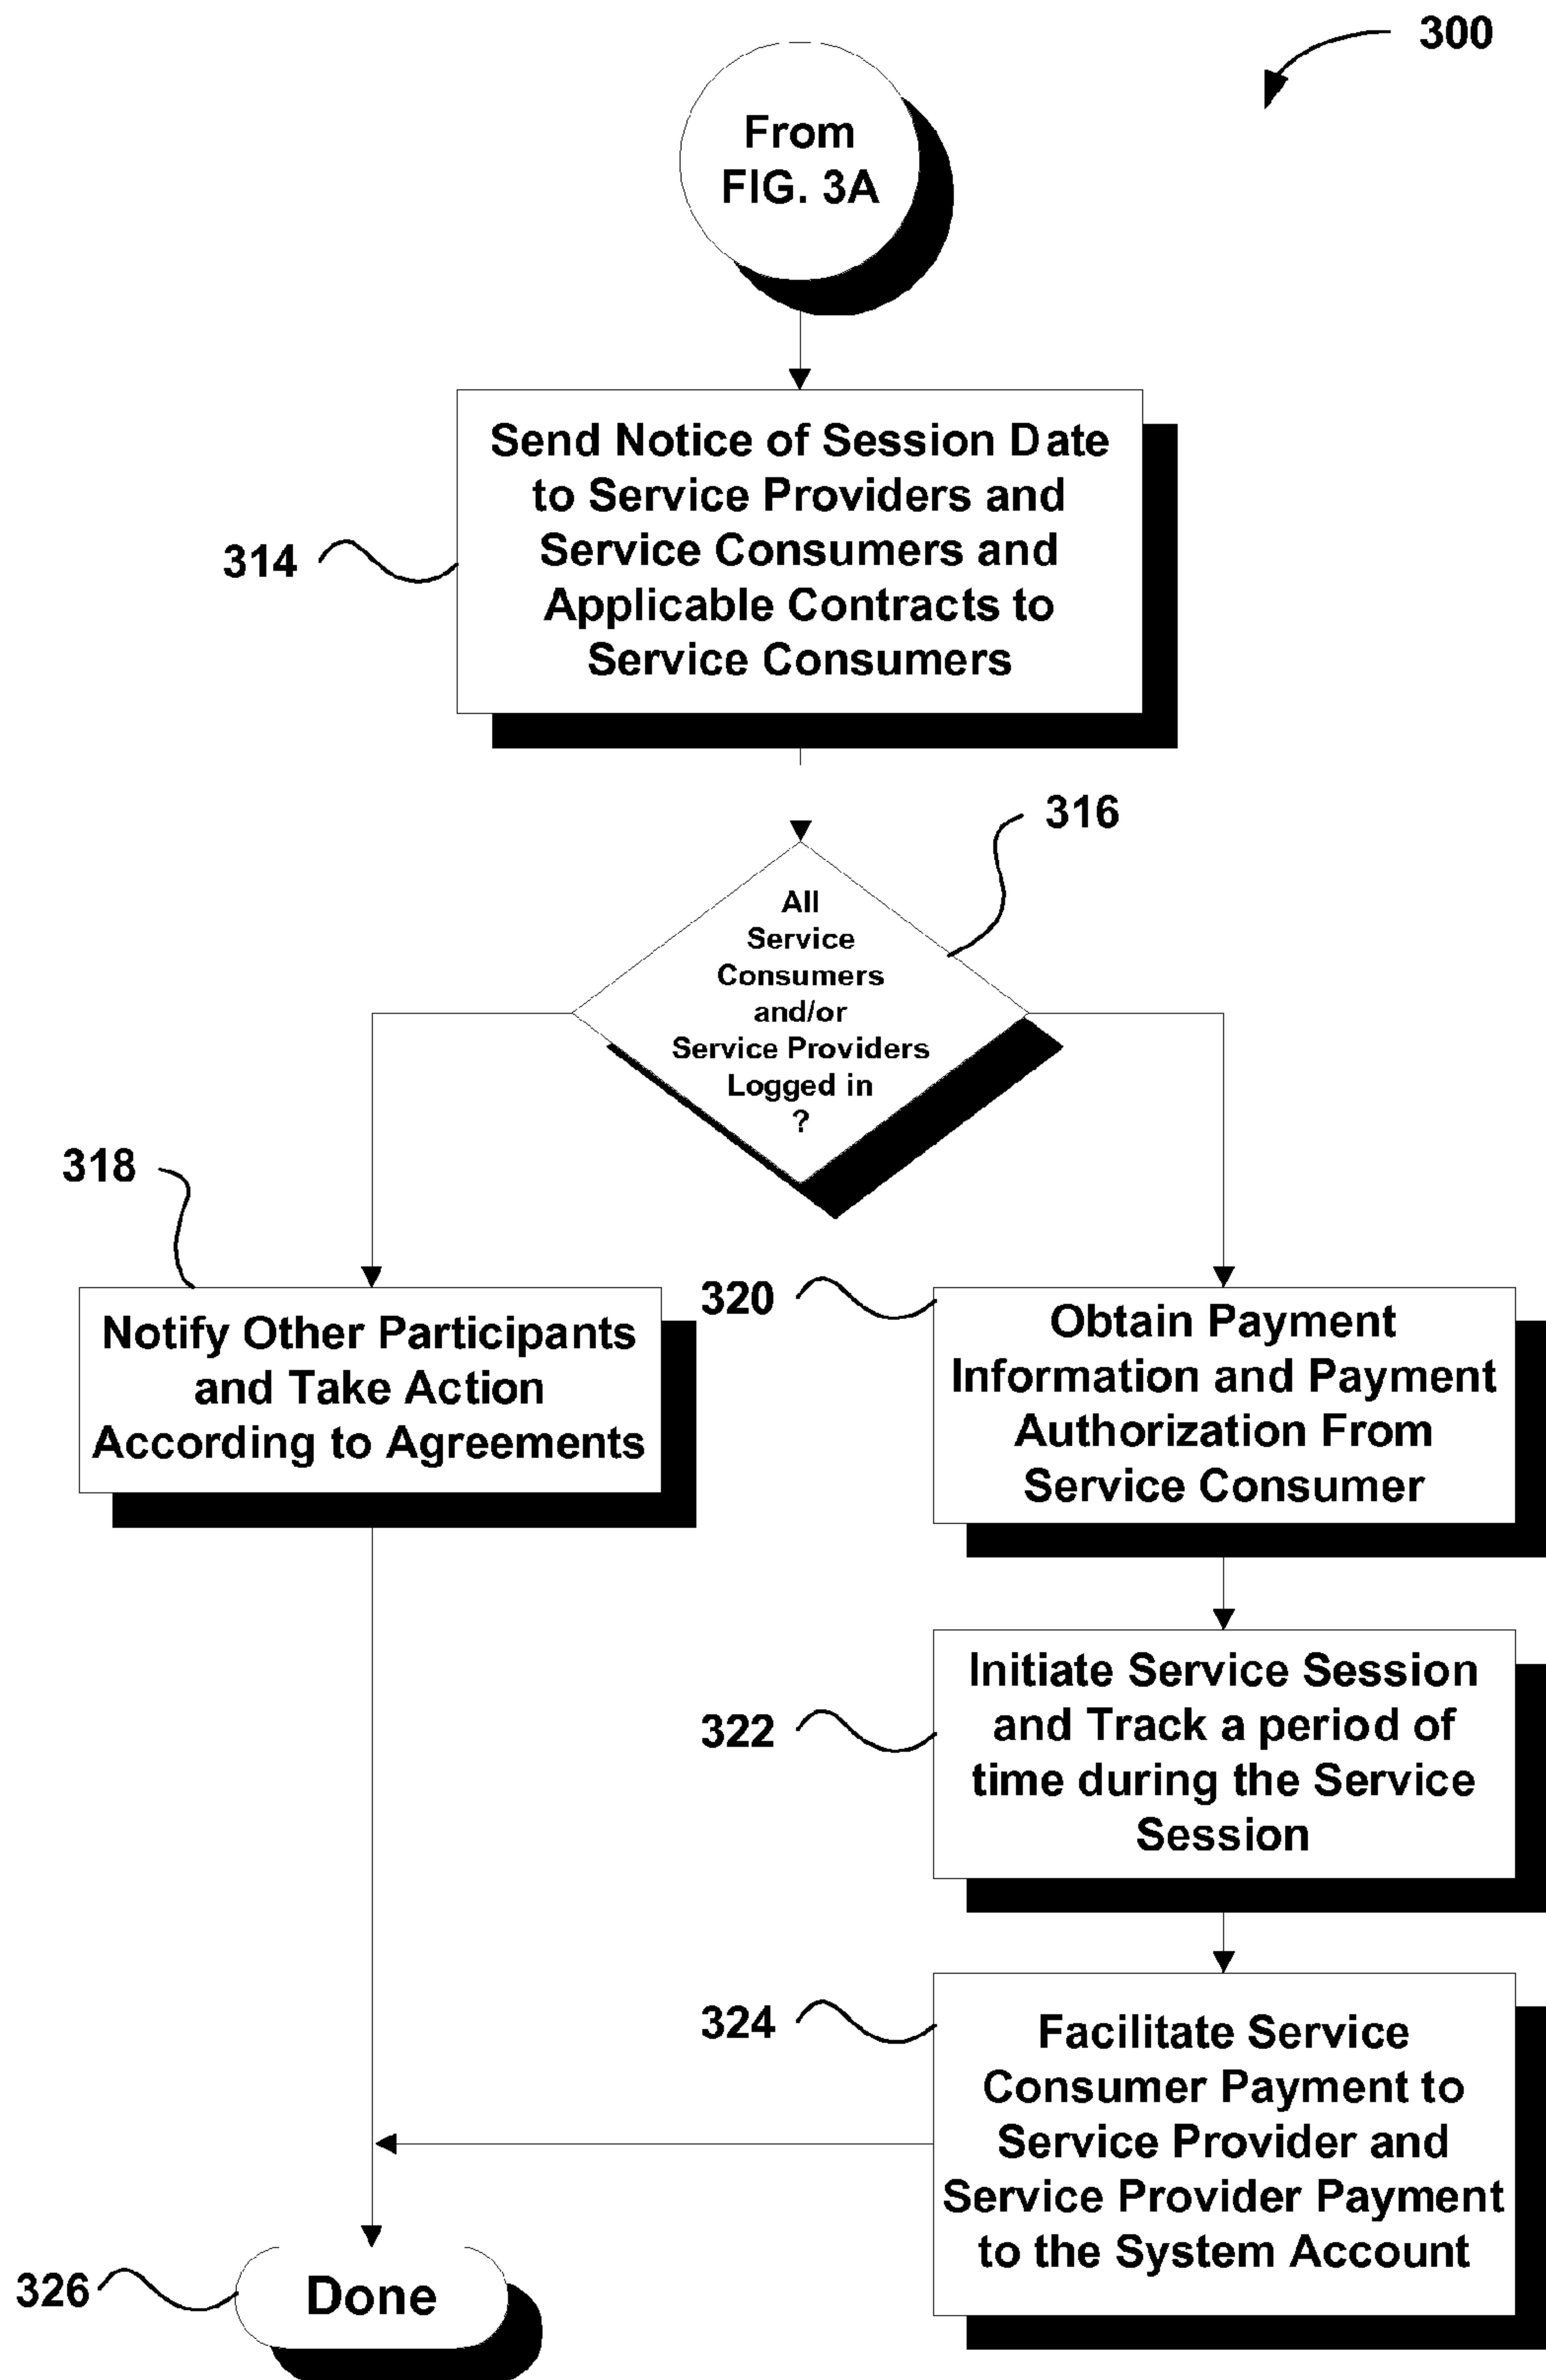 300
From
FIG. 3A
Send Notice of Session Date
to Service Providers and
Service Consumers and
Applicable Contracts to
Service Consumers
314
316
All
Service
Consumers
and/or
Service Providers
Logged in
?
318
Notify Other Participants
and Take Action
According to Agreements
320
Obtain Payment
Information and Payment
Authorization From
Service Consumer
322
Initiate Service Session
and Track a period of
time during the Service
Session
324
Facilitate Service
Consumer Payment to
Service Provider and
Service Provider Payment
to the System Account
326
Done